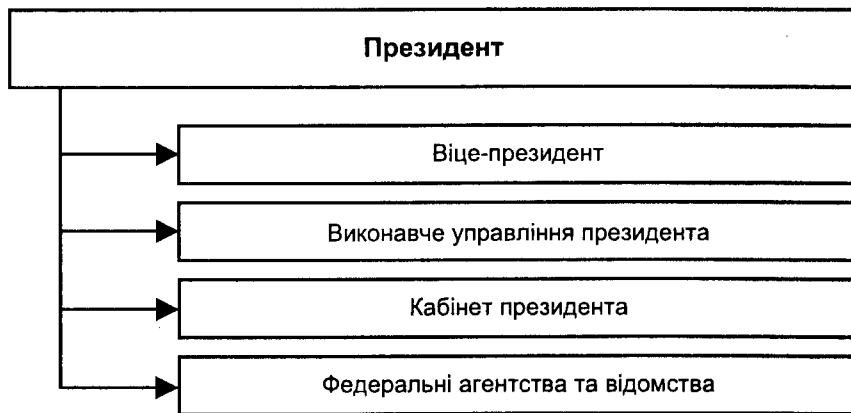 Президент
Віце-президент
Виконавче управління президента
Кабінет президента
Федеральні агентства та відомства